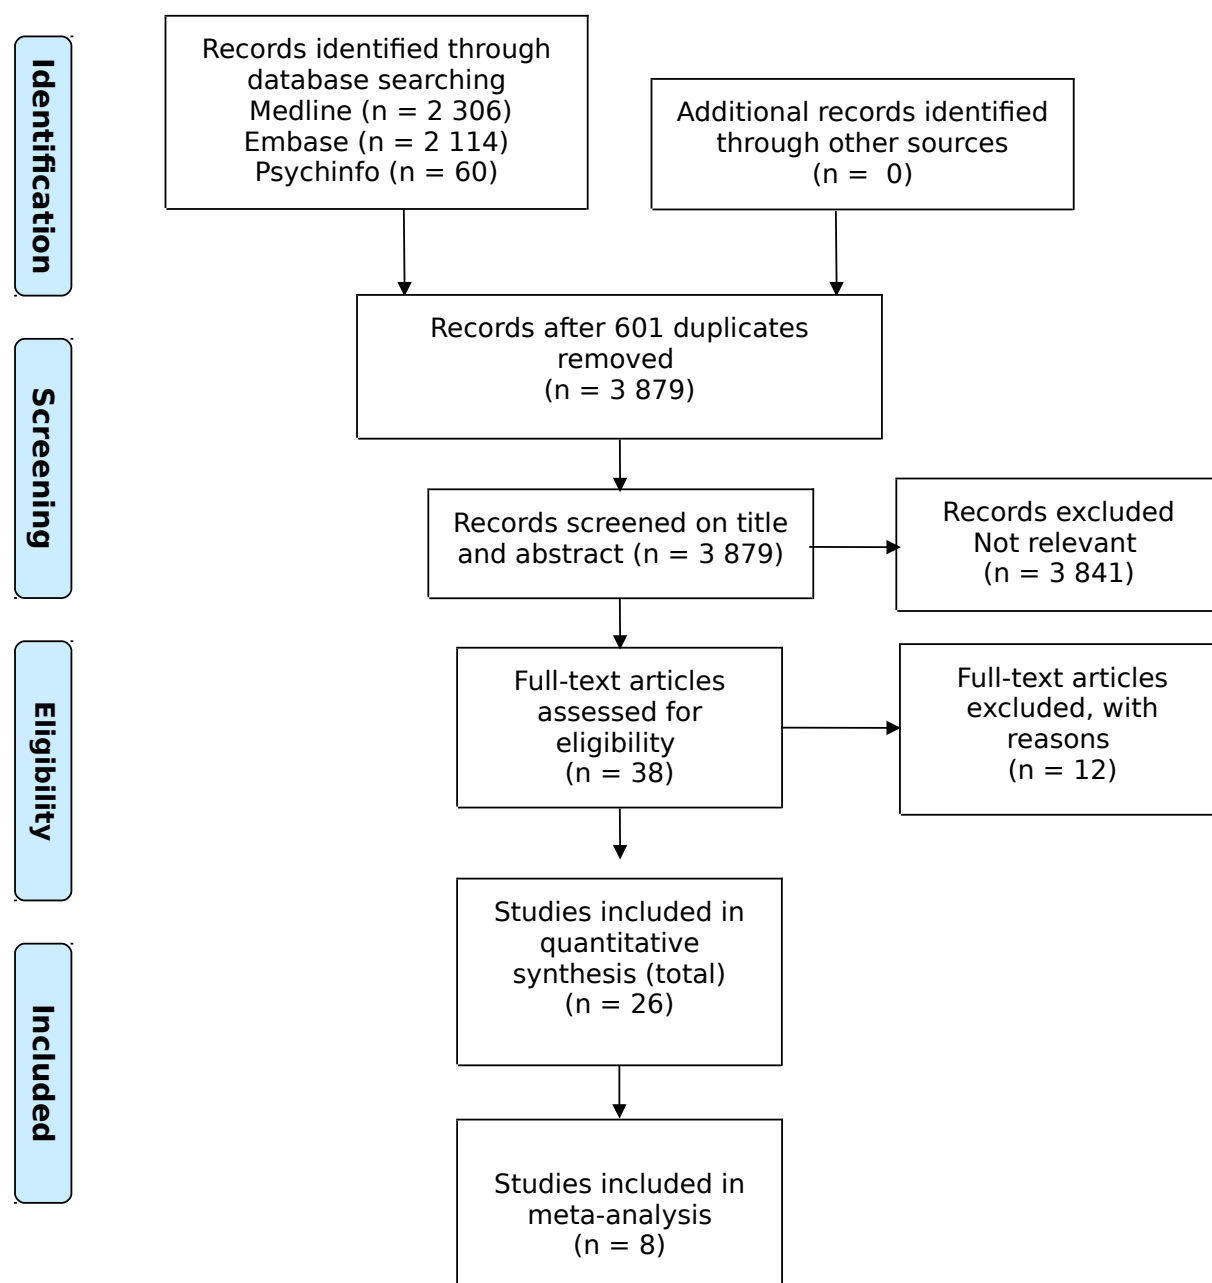 Identification
Records identified through
database searching
Medline (n = 2 306)
Embase (n = 2 114)
Psychinfo (n = 60)
Additional records identified
through other sources
(n =  0)
Records after 601 duplicates
removed
(n = 3 879)
Screening
Records screened on title
and abstract (n = 3 879)
Records excluded
Not relevant
(n = 3 841)
Eligibility
Full-text articles
assessed for
eligibility
(n = 38)
Full-text articles
excluded, with
reasons
(n = 12)
Included
Studies included in
quantitative
synthesis (total)
(n = 26)
Studies included in
meta-analysis
(n = 8)